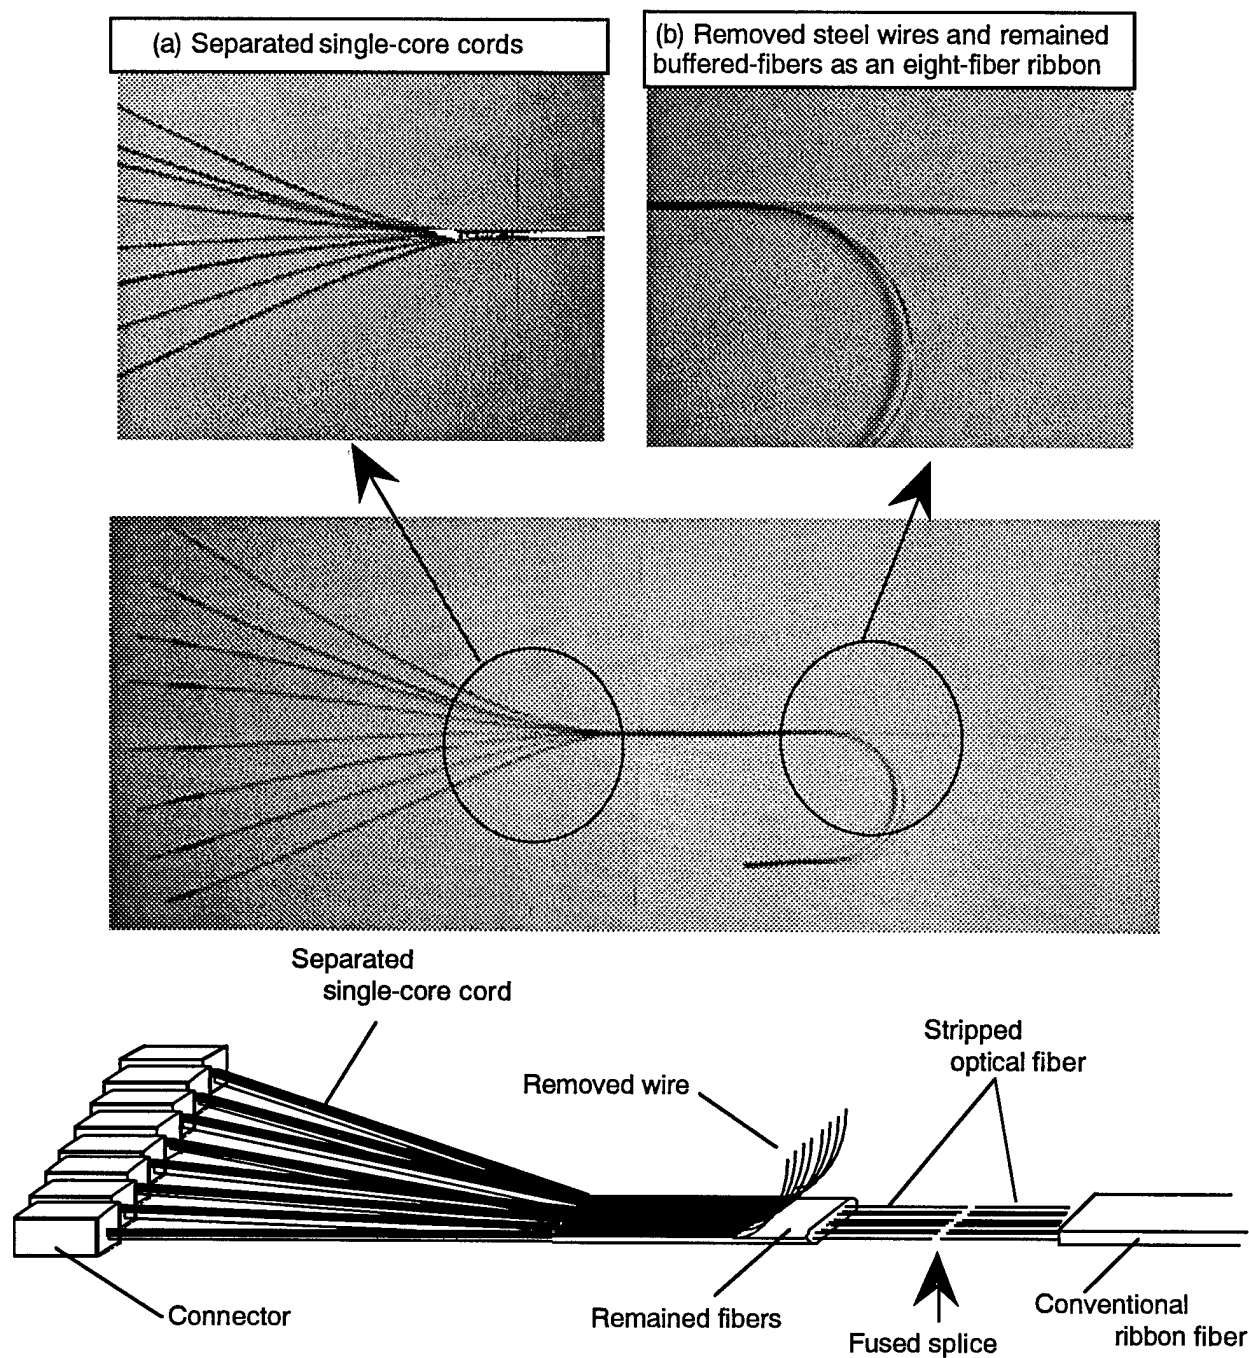 (a) Separated single-core cords
(b) Removed steel wires and remained
buffered-fibers as an eight-fiber ribbon
Separated
single-core cord
Stripped
optical fiber
Removed wire
Connector
Remained fibers
Fused splice
Conventional
ribbon fiber